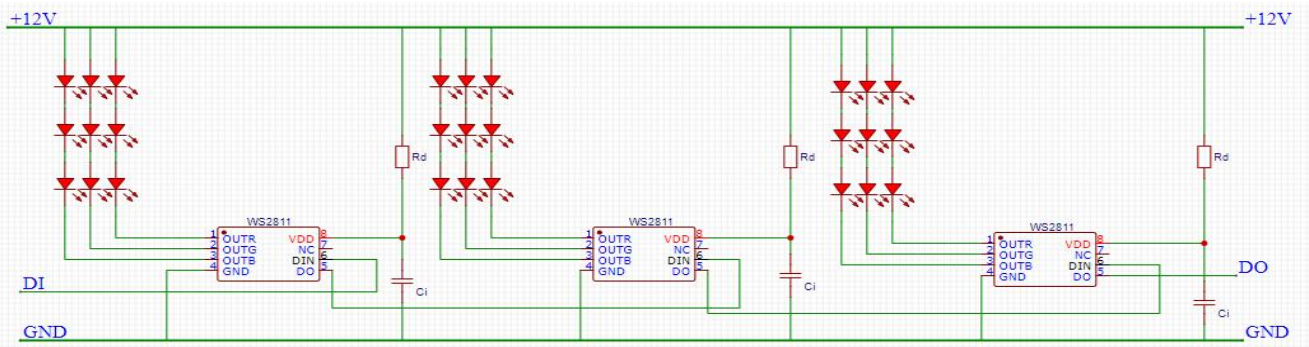 +12V
+12V
Rd
Rd
Rd
WS2811
1 OUTR VDD 8
2 OUTG NC 7
3 OUTB DIN 6
4 GND DO 5
WS2811
1 OUTR VDD 8
2 OUTG NC 7
3 OUTB DIN 6
4 GND DO 5
WS2811
1 OUTR VDD 8
2 OUTG NC 7
3 OUTB DIN 6
4 GND DO 5
DI
DO
Ci
Ci
Ci
GND
GND